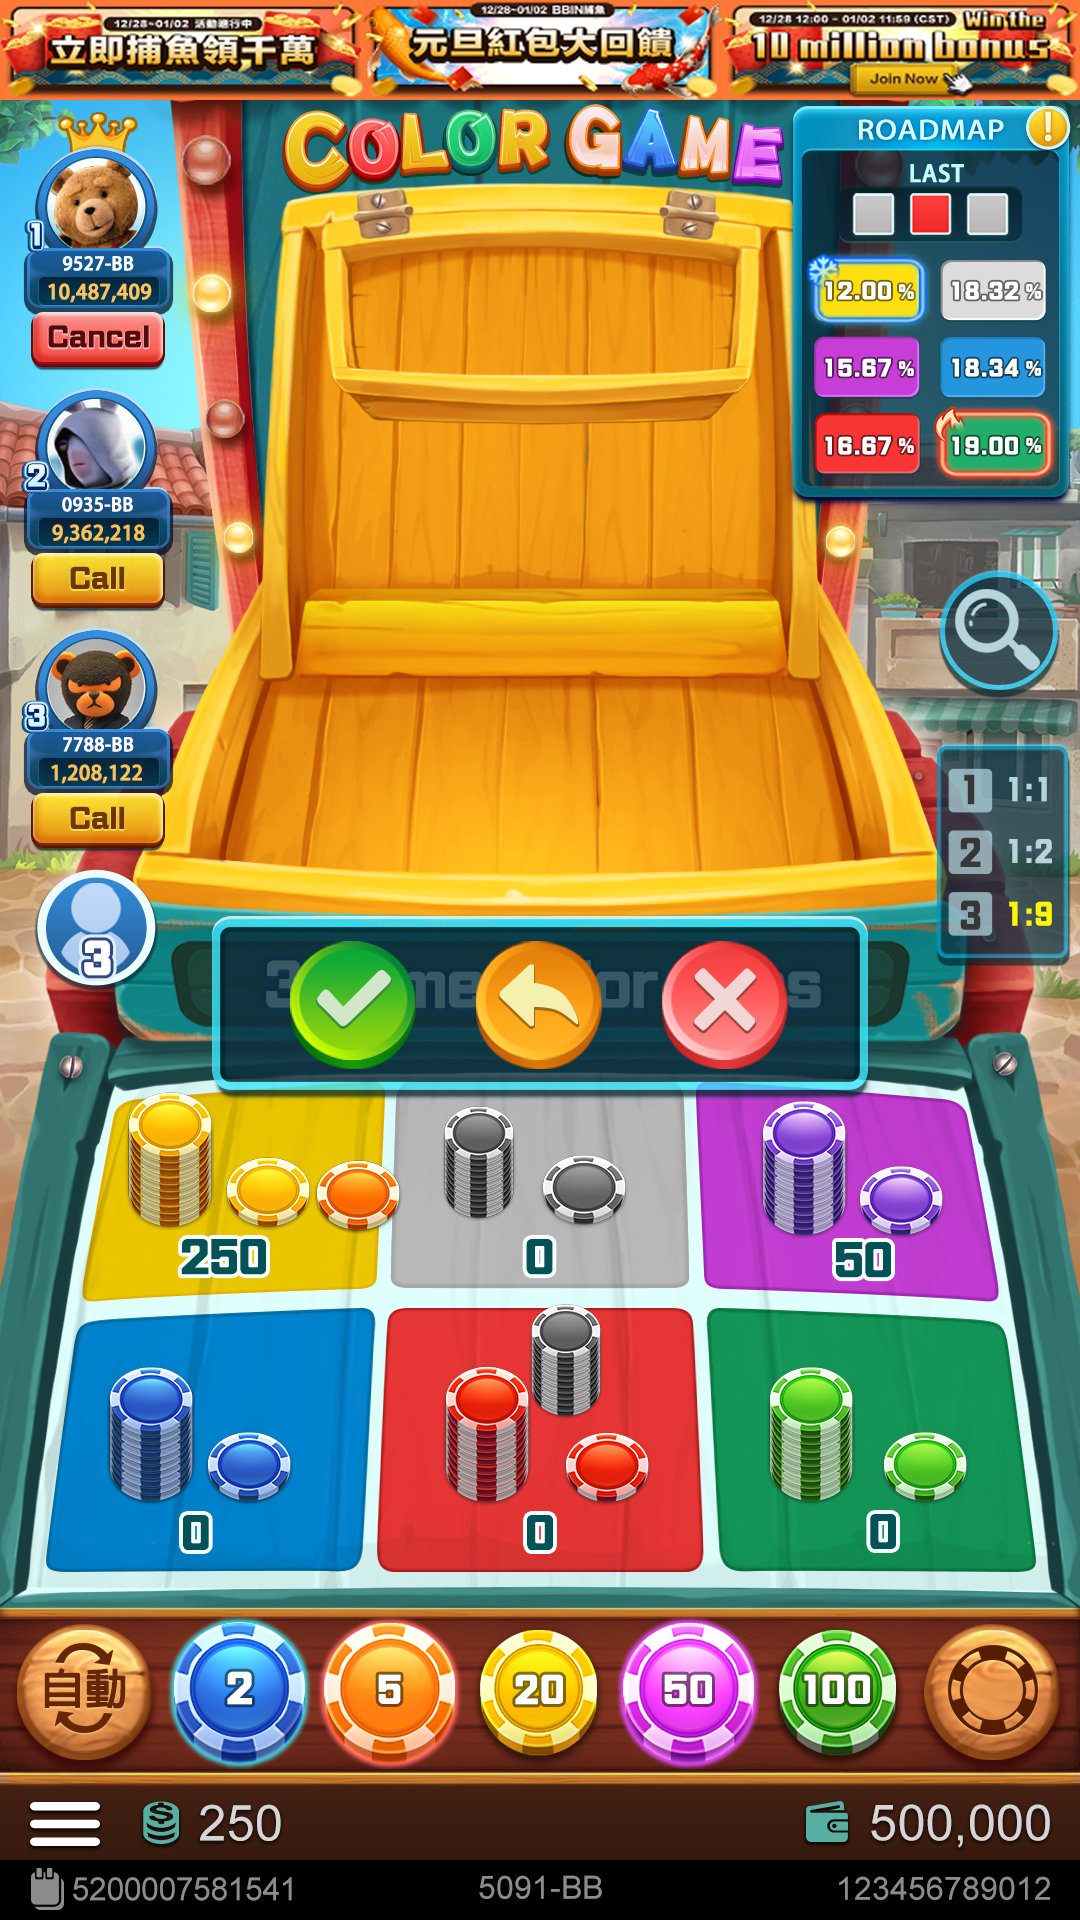 12/28~01/02 活動進行中
立即捕魚領千萬
12/28~01/02 BBIN捕魚
元旦紅包大回饋
12/28 12:00 - 01/02 11:59 (CST) Win the
10 million bonus
Join Now
COLOR GAME
ROADMAP
!
LAST
12.00 %
18.32 %
15.67 %
18.34 %
16.67 %
19.00 %
1
9527-BB
10,487,409
Cancel
2
0935-BB
9,362,218
Call
3
7788-BB
1,208,122
Call
3
1 1:1
2 1:2
3 1:9
250
0
50
0
0
0
自動
2
5
20
50
100
250
500,000
5200007581541
5091-BB
123456789012